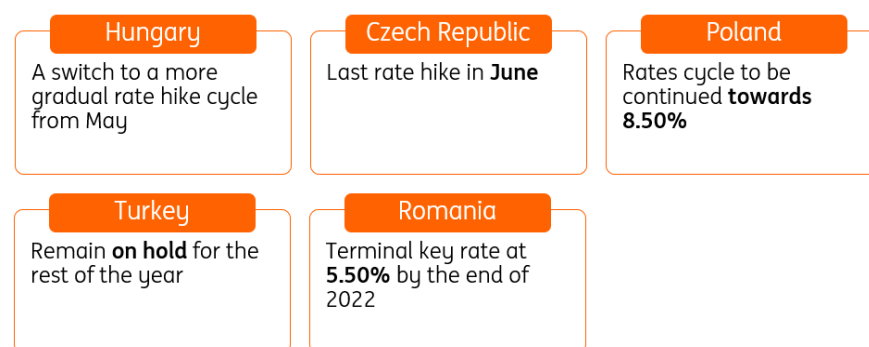 Hungary
A switch to a more
gradual rate hike cycle
from May
Czech Republic
Last rate hike in June
Poland
Rates cycle to be
continued towards
8.50%
Turkey
Remain on hold for the
rest of the year
Romania
Terminal key rate at
5.50% by the end of
2022